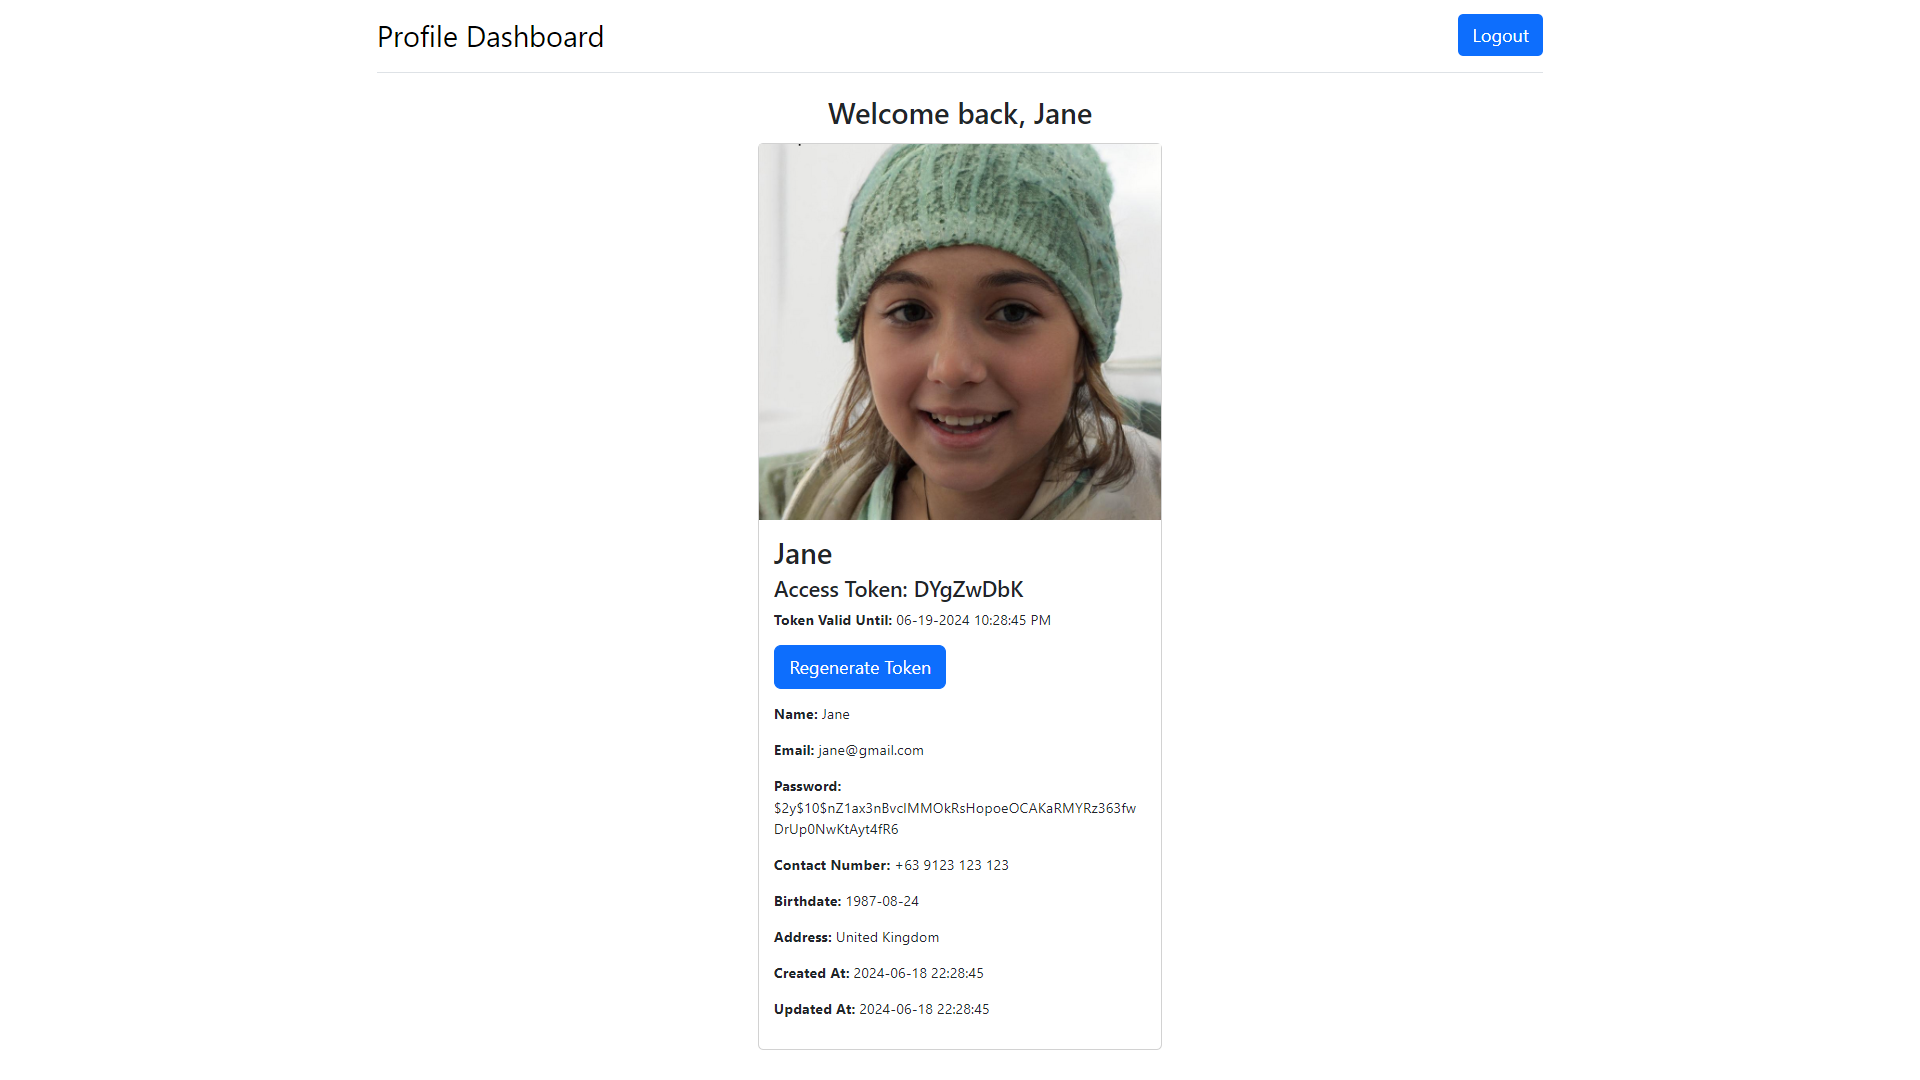 Profile Dashboard
Logout
Welcome back, Jane
Jane
Access Token: DYgZwDbK
Token Valid Until: 06-19-2024 10:28:45 PM
Regenerate Token
Name: Jane
Email: jane@gmail.com
Password:
$2y$10$nZ1ax3nBvclMMOkRsHopoeOCAKaRMYRz363fw
DrUp0NwKtAyt4fR6
Contact Number: +63 9123 123 123
Birthdate: 1987-08-24
Address: United Kingdom
Created At: 2024-06-18 22:28:45
Updated At: 2024-06-18 22:28:45